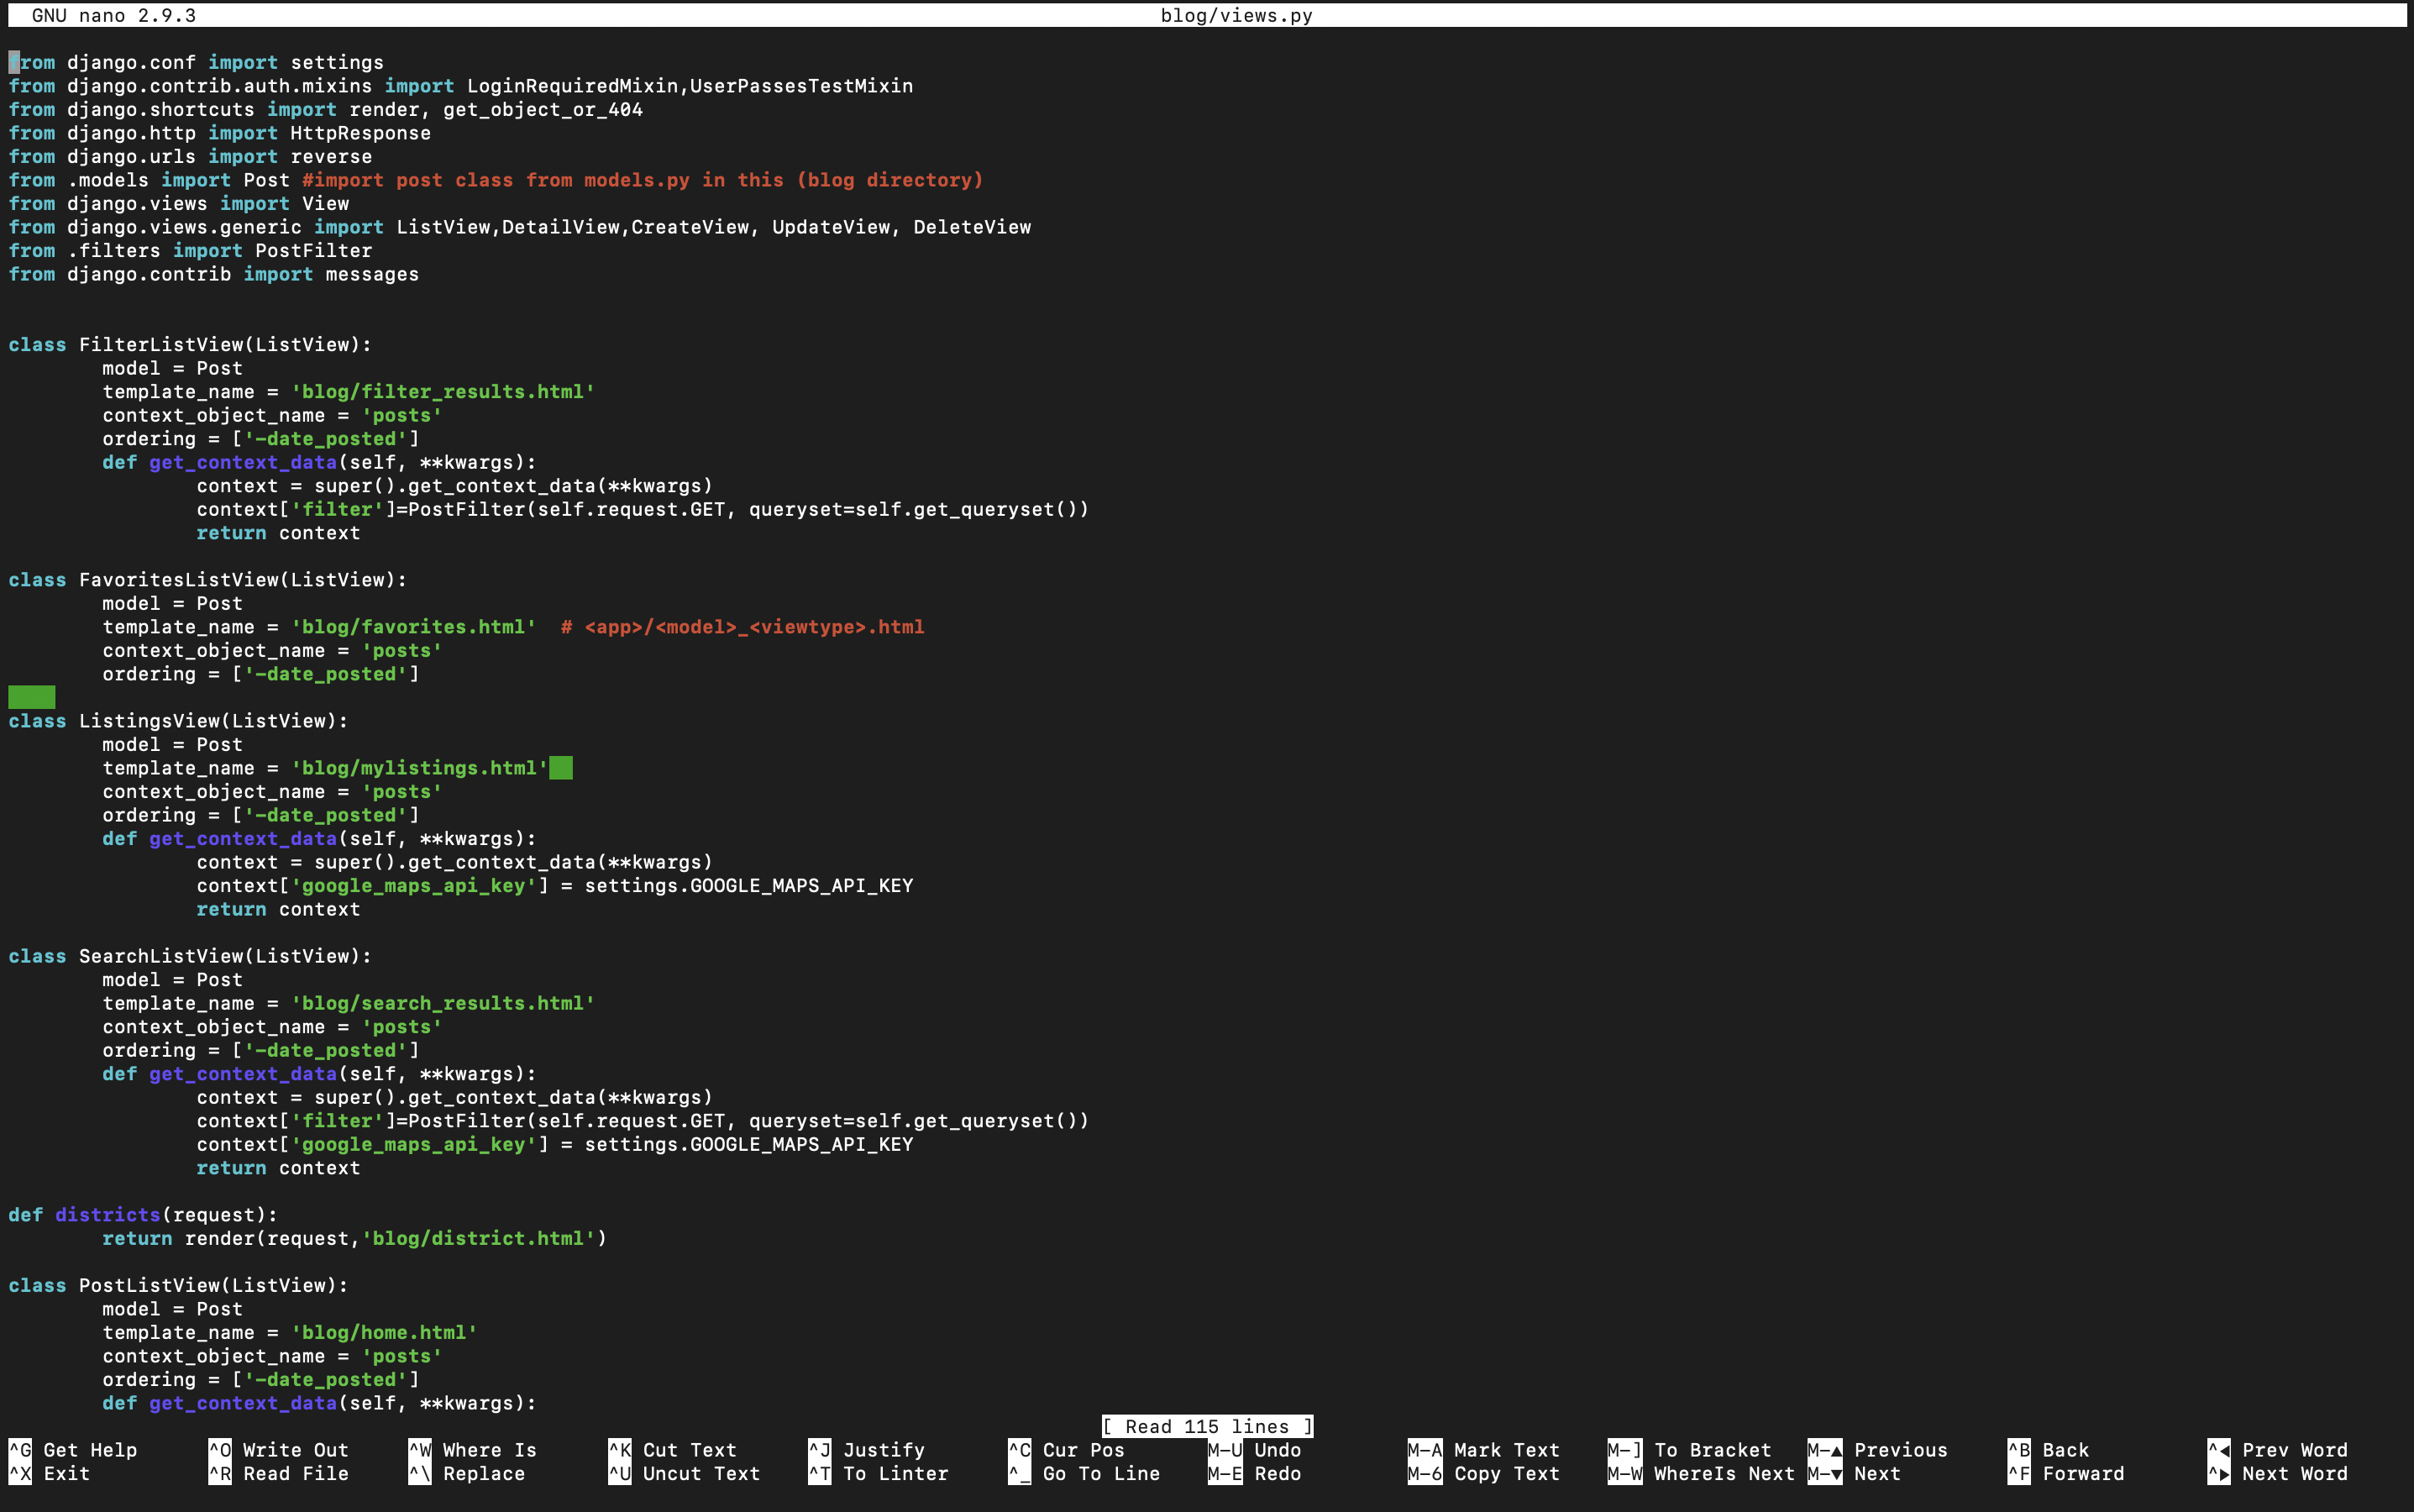 GNU nano 2.9.3 blog/views.py
from django.conf import settings
from django.contrib.auth.mixins import LoginRequiredMixin,UserPassesTestMixin
from django.shortcuts import render, get_object_or_404
from django.http import HttpResponse
from django.urls import reverse
from .models import Post #import post class from models.py in this (blog directory)
from django.views import View
from django.views.generic import ListView,DetailView,CreateView, UpdateView, DeleteView
from .filters import PostFilter
from django.contrib import messages
class FilterListView(ListView):
model = Post
template_name = 'blog/filter_results.html'
context_object_name = 'posts'
ordering = ['-date_posted']
def get_context_data(self, **kwargs):
context = super().get_context_data(**kwargs)
context['filter']=PostFilter(self.request.GET, queryset=self.get_queryset())
return context
class FavoritesListView(ListView):
model = Post
template_name = 'blog/favorites.html'  # <app>/<model>_<viewtype>.html
context_object_name = 'posts'
ordering = ['-date_posted']
class ListingsView(ListView):
model = Post
template_name = 'blog/mylistings.html'
context_object_name = 'posts'
ordering = ['-date_posted']
def get_context_data(self, **kwargs):
context = super().get_context_data(**kwargs)
context['google_maps_api_key'] = settings.GOOGLE_MAPS_API_KEY
return context
class SearchListView(ListView):
model = Post
template_name = 'blog/search_results.html'
context_object_name = 'posts'
ordering = ['-date_posted']
def get_context_data(self, **kwargs):
context = super().get_context_data(**kwargs)
context['filter']=PostFilter(self.request.GET, queryset=self.get_queryset())
context['google_maps_api_key'] = settings.GOOGLE_MAPS_API_KEY
return context
def districts(request):
return render(request,'blog/district.html')
class PostListView(ListView):
model = Post
template_name = 'blog/home.html'
context_object_name = 'posts'
ordering = ['-date_posted']
def get_context_data(self, **kwargs):
[ Read 115 lines ]
^G Get Help ^O Write Out ^W Where Is ^K Cut Text ^J Justify ^C Cur Pos M-U Undo M-A Mark Text M-] To Bracket M-▲ Previous ^B Back ^◀ Prev Word
^X Exit ^R Read File ^\ Replace ^U Uncut Text ^T To Linter ^_ Go To Line M-E Redo M-6 Copy Text M-W WhereIs Next M-▼ Next ^F Forward ^▶ Next Word